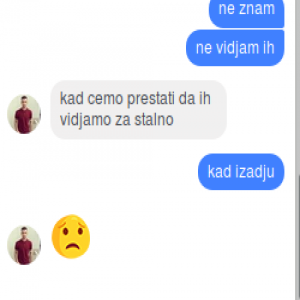 ne znam
ne vidjam ih
kad cemo prestati da ih
vidjamo za stalno
kad izadju